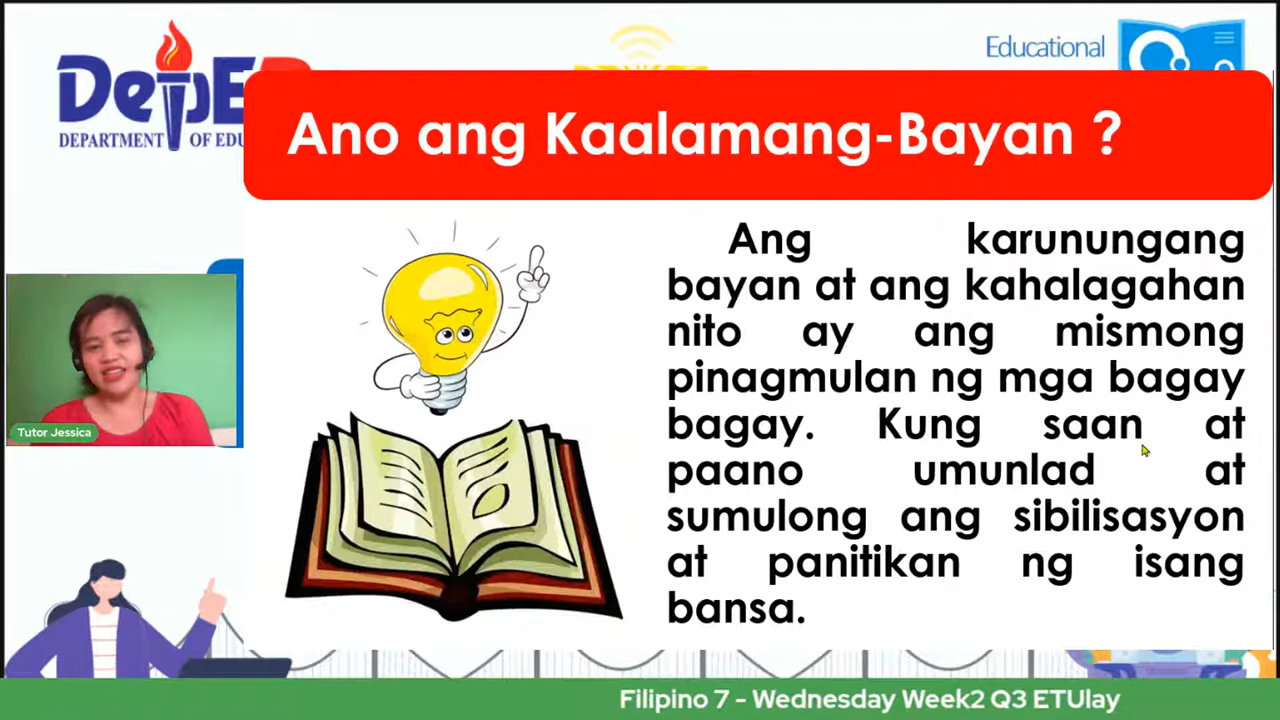 DepE
DEPARTMENT OF EDU
Educational
Ano ang Kaalamang-Bayan ?
Ang karunungang
bayan at ang kahalagahan
nito ay ang mismong
pinagmulan ng mga bagay
bagay. Kung saan at
paano umunlad at
sumulong ang sibilisasyon
at panitikan ng isang
bansa.
Tutor Jessica
Filipino 7 - Wednesday Week2 Q3 ETUlay